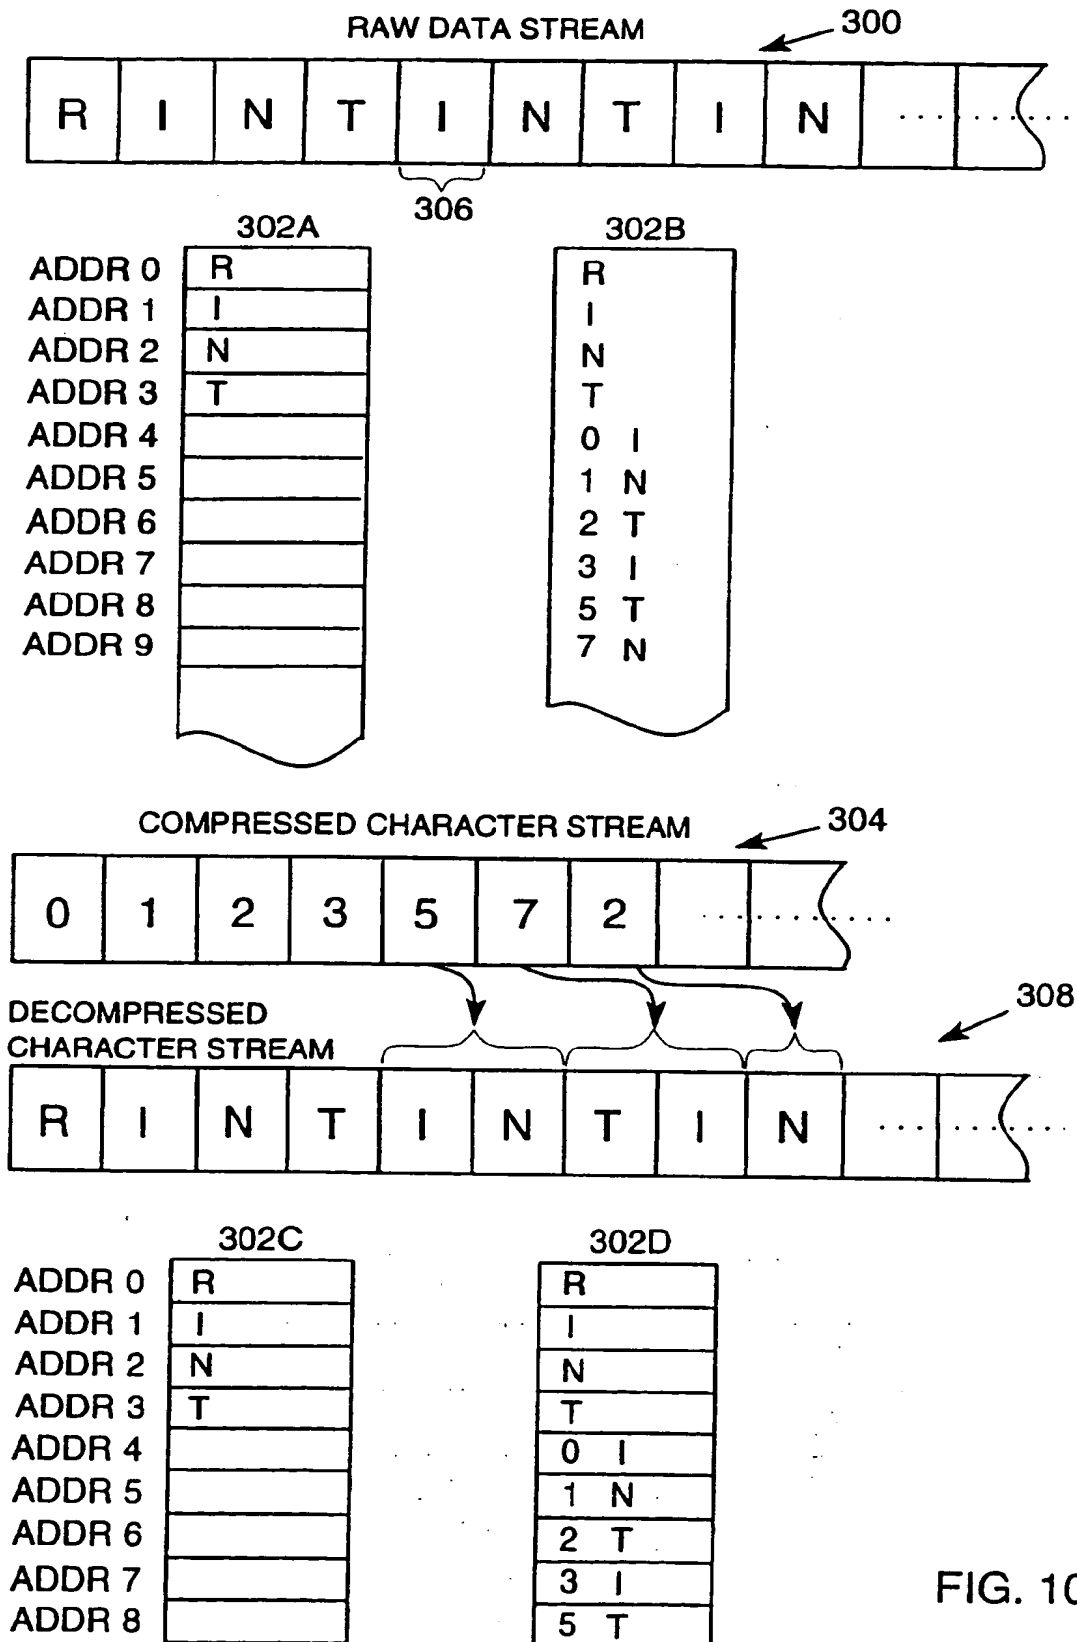 RAW DATA STREAM 300
R I N T I N T I N ...........
306
302A 302B
ADDR 0 R R
ADDR 1 I I
ADDR 2 N N
ADDR 3 T T
ADDR 4 0 I
ADDR 5 1 N
ADDR 6 2 T
ADDR 7 3 I
ADDR 8 5 T
ADDR 9 7 N
COMPRESSED CHARACTER STREAM 304
0 1 2 3 5 7 2 ...........
308
DECOMPRESSED
CHARACTER STREAM
R I N T I N T I N ...........
302C 302D
ADDR 0 R R
ADDR 1 I I
ADDR 2 N N
ADDR 3 T T
ADDR 4 0 I
ADDR 5 1 N
ADDR 6 2 T
ADDR 7 3 I
ADDR 8 5 T
FIG. 10